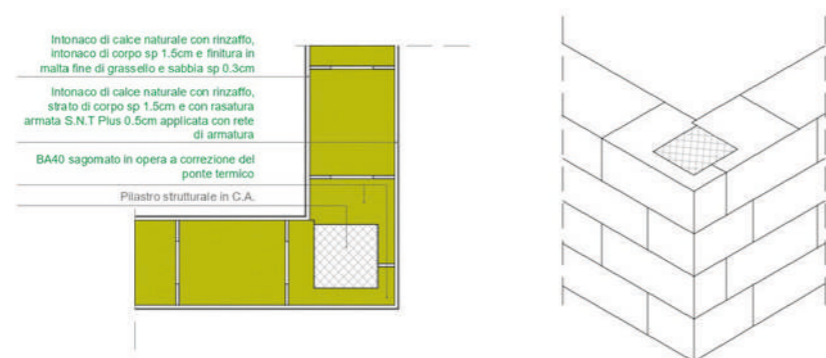 Intonaco di calce naturale con rinzaffo,
intonaco di corpo sp 1.5cm e finitura in
malta fine di grassello e sabbia sp 0.3cm
Intonaco di calce naturale con rinzaffo,
strato di corpo sp 1.5cm e con rasatura
armata S.N.T Plus 0.5cm applicata con rete
di armatura
BA40 sagomato in opera a correzione del
ponte termico
Pilastro strutturale in C.A.